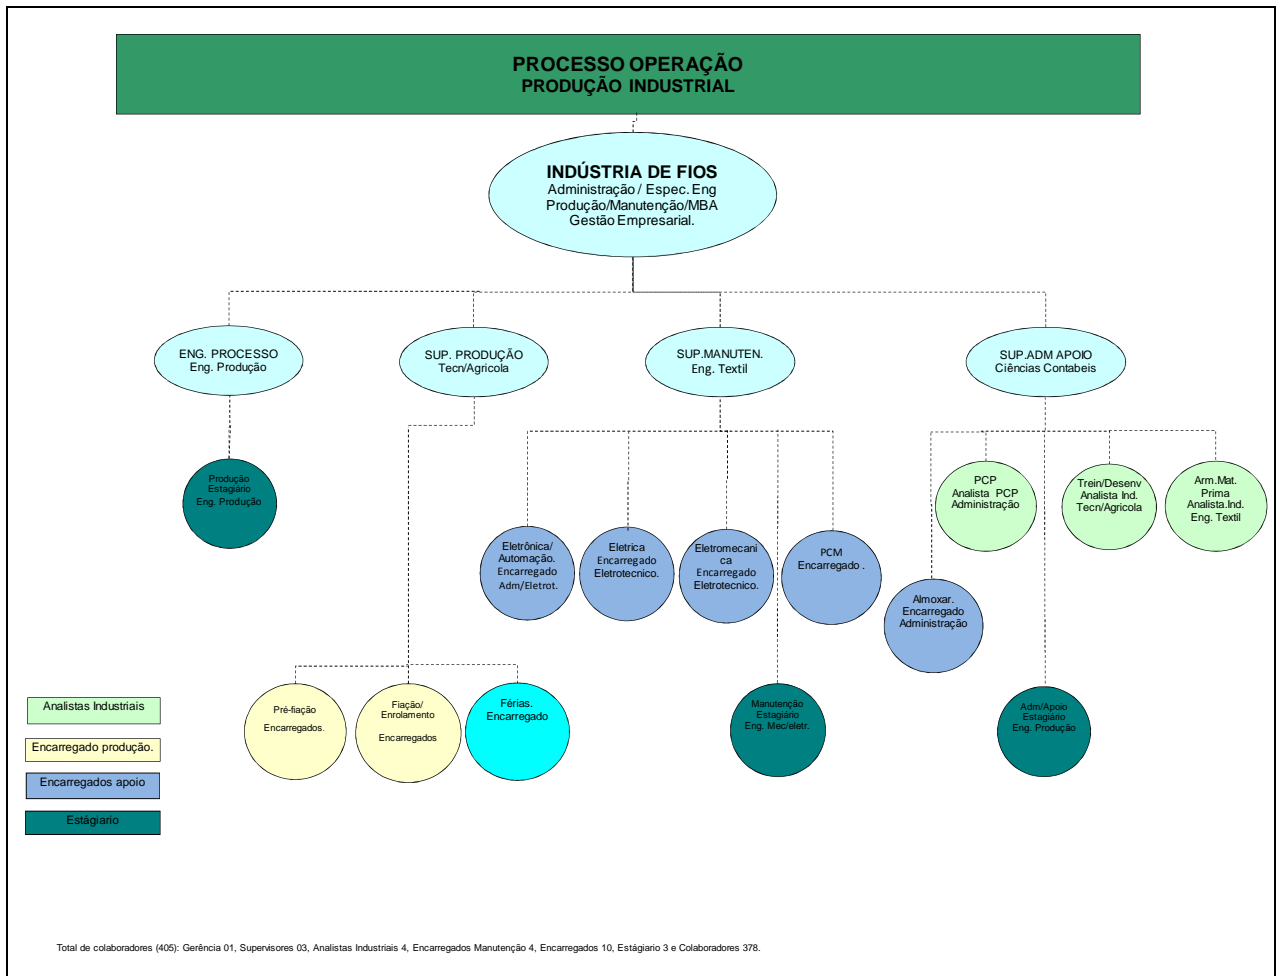 PROCESSO OPERAÇÃO
PRODUÇÃO INDUSTRIAL
INDÚSTRIA DE FIOS
Administração / Espec. Eng
Produção/Manutenção/MBA
Gestão Empresarial.
ENG. PROCESSO
Eng. Produção
SUP. PRODUÇÃO
Tecn/Agricola
SUP.MANUTEN.
Eng. Textil
SUP.ADM APOIO
Ciências Contabeis
Produção
Estagiário
Eng. Produção
PCP
Analista PCP
Administração
Trein/Desenv
Analista Ind.
Tecn/Agricola
Arm.Mat.
Prima
Analista.Ind.
Eng. Textil
Eletrônica/
Automação.
Encarregado
Adm/Eletrot.
Eletrica
Encarregado
Eletrotecnico.
Eletromecani
ca
Encarregado
Eletrotecnico.
PCM
Encarregado .
Almoxar.
Encarregado
Administração
Pré-fiação
Encarregados.
Fiação/
Enrolamento
Encarregados
Férias.
Encarregado
Manutenção
Estagiário
Eng. Mec/eletr.
Adm/Apoio
Estagiário
Eng. Produção
Analistas Industriais
Encarregado produção.
Encarregados apoio
Estágiario
Total de colaboradores (405): Gerência 01, Supervisores 03, Analistas Industriais 4, Encarregados Manutenção 4, Encarregados 10, Estágiario 3 e Colaboradores 378.